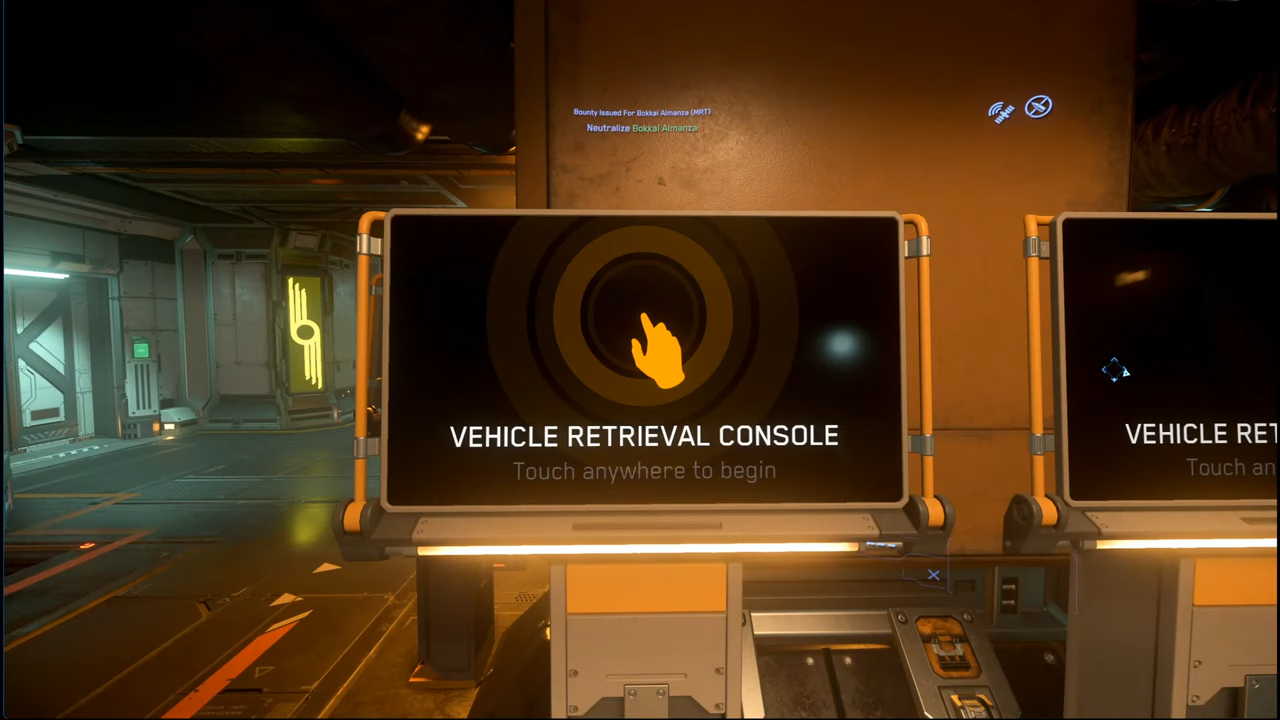 Bounty Issued For Bokkai Almanza (MRT)
Neutralize Bokkai Almanza
VEHICLE RETRIEVAL CONSOLE
Touch anywhere to begin
VEHICLE RET
Touch an